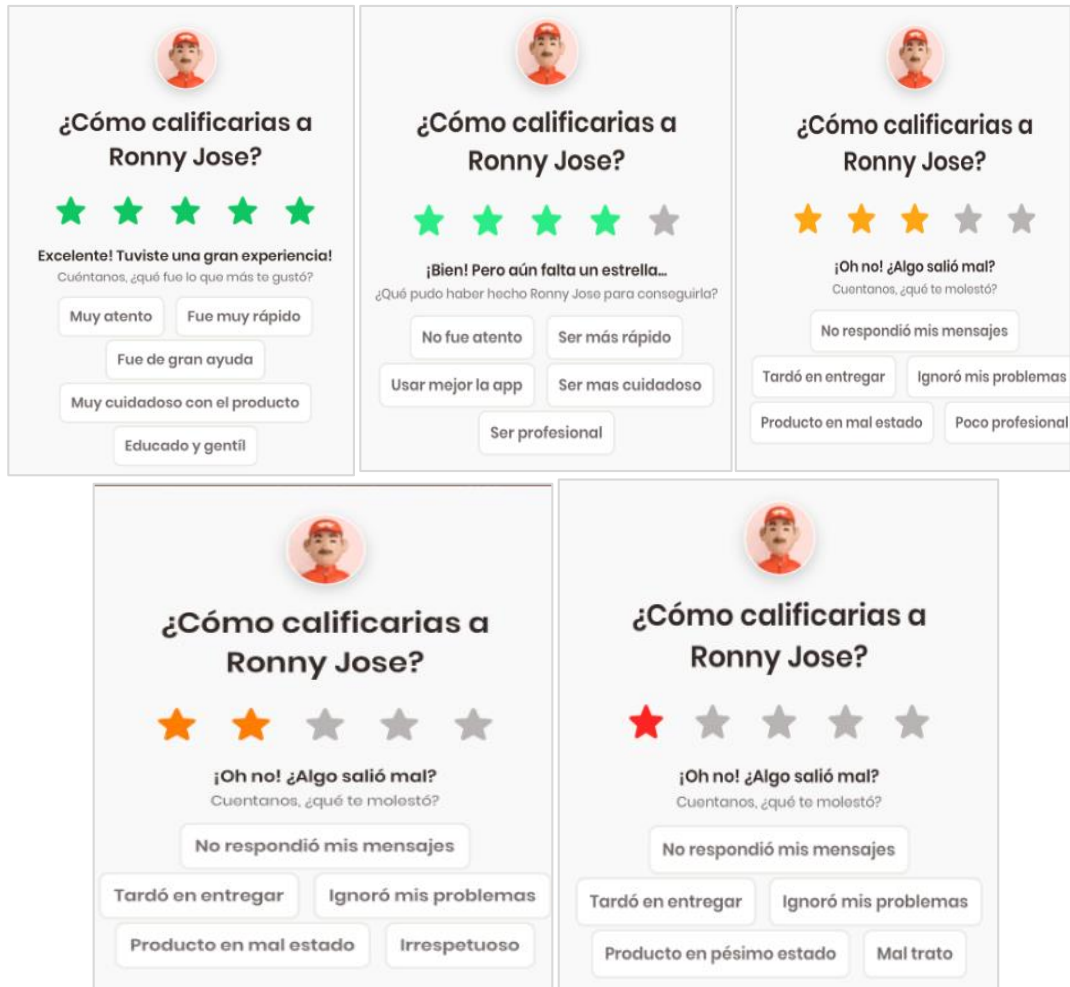 ¿Cómo calificarias a
Ronny Jose?
Excelente! Tuviste una gran experiencia!
Cuéntanos, ¿qué fue lo que más te gustó?
Muy atento
Fue muy rápido
Fue de gran ayuda
Muy cuidadoso con el producto
Educado y gentíl
¿Cómo calificarias a
Ronny Jose?
¡Bien! Pero aún falta un estrella...
¿Qué pudo haber hecho Ronny Jose para conseguirla?
No fue atento
Ser más rápido
Usar mejor la app
Ser mas cuidadoso
Ser profesional
¿Cómo calificarias a
Ronny Jose?
¡Oh no! ¿Algo salió mal?
Cuentanos, ¿qué te molestó?
No respondió mis mensajes
Tardó en entregar
Ignoró mis problemas
Producto en mal estado
Poco profesional
¿Cómo calificarias a
Ronny Jose?
¡Oh no! ¿Algo salió mal?
Cuentanos, ¿qué te molestó?
No respondió mis mensajes
Tardó en entregar
Ignoró mis problemas
Producto en mal estado
Irrespetuoso
¿Cómo calificarias a
Ronny Jose?
¡Oh no! ¿Algo salió mal?
Cuentanos, ¿qué te molestó?
No respondió mis mensajes
Tardó en entregar
Ignoró mis problemas
Producto en pésimo estado
Mal trato